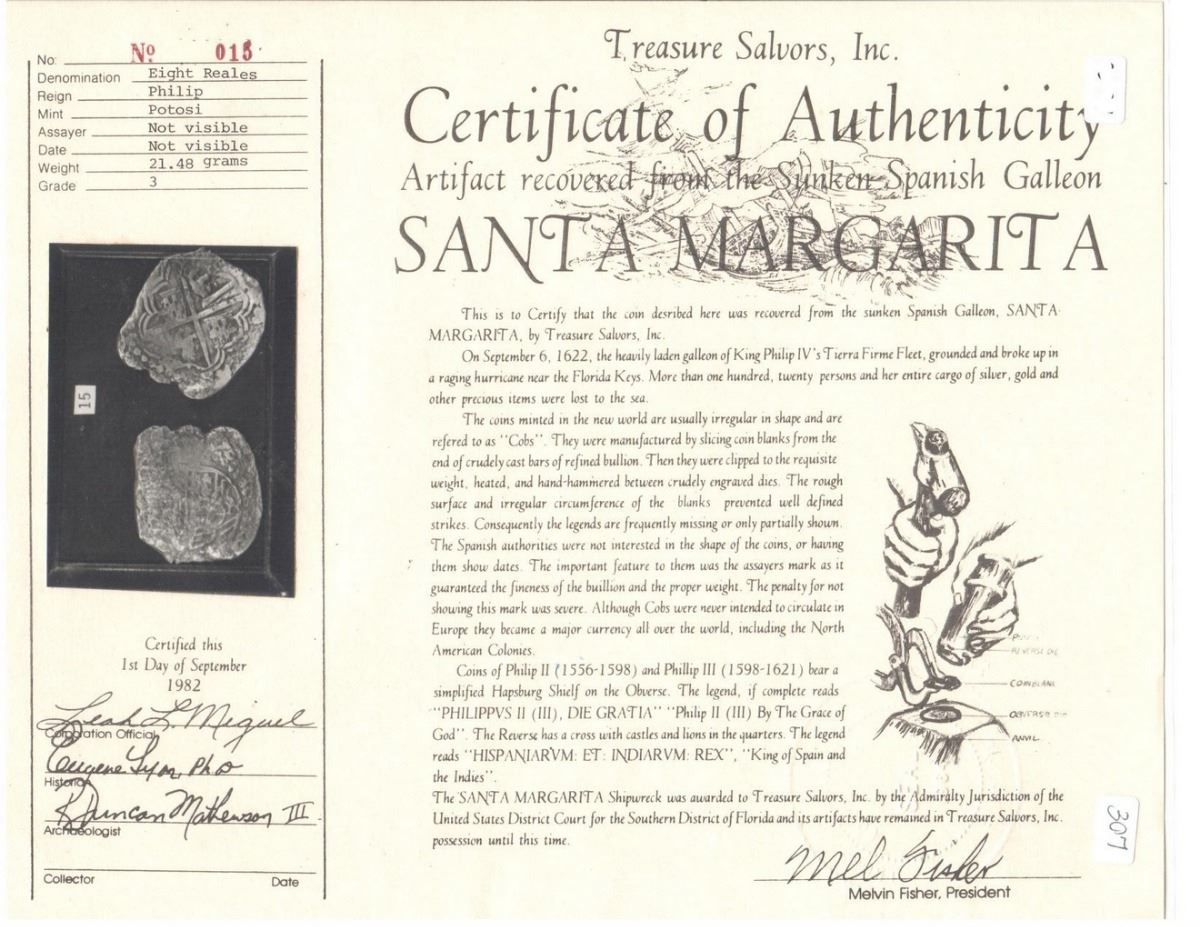 No: Nº 015
Denomination Eight Reales
Reign Philip
Mint Potosi
Assayer Not visible
Date Not visible
Weight 21.48 grams
Grade 3
15
Certified this
1st Day of September
1982
Leah L. Miguel
Corporation Official
Eugene Lyon, PhD
Historian
R Duncan Mathewson III
Archaeologist
Collector Date
Treasure Salvors, Inc.
Certificate of Authenticity
Artifact recovered from the Sunken Spanish Galleon
SANTA MARGARITA
This is to Certify that the coin desribed here was recovered from the sunken Spanish Galleon, SANTA
MARGARITA, by Treasure Salvors, Inc.
On September 6, 1622, the heavily laden galleon of King Philip IV's Tierra Firme Fleet, grounded and broke up in
a raging hurricane near the Florida Keys. More than one hundred, twenty persons and her entire cargo of silver, gold and
other precious items were lost to the sea.
The coins minted in the new world are usually irregular in shape and are
refered to as "Cobs". They were manufactured by slicing coin blanks from the
end of crudely cast bars of refined bullion. Then they were clipped to the requisite
weight, heated, and hand-hammered between crudely engraved dies. The rough
surface and irregular circumference of the blanks prevented well defined
strikes. Consequently the legends are frequently missing or only partially shown.
The Spanish authorities were not interested in the shape of the coins, or having
them show dates. The important feature to them was the assayers mark as it
guaranteed the fineness of the buillion and the proper weight. The penalty for not
showing this mark was severe. Although Cobs were never intended to circulate in
Europe they became a major currency all over the world, including the North
American Colonies.
Coins of Philip II (1556-1598) and Phillip III (1598-1621) bear a
simplified Hapsburg Shielf on the Obverse. The legend, if complete reads
"PHILIPPVS II (III), DIE GRATIA" "Philip II (III) By The Grace of
God". The Reverse has a cross with castles and lions in the quarters. The legend
reads "HISPANIARVM: ET: INDIARVM: REX", "King of Spain and
the Indies".
REVERSE DIE
COIN BLANK
OBVERSE DIE
ANVIL
The SANTA MARGARITA Shipwreck was awarded to Treasure Salvors, Inc. by the Admiralty Jurisdiction of the
United States District Court for the Southern District of Florida and its artifacts have remained in Treasure Salvors, Inc.
possession until this time.
307
Mel Fisher
Melvin Fisher, President